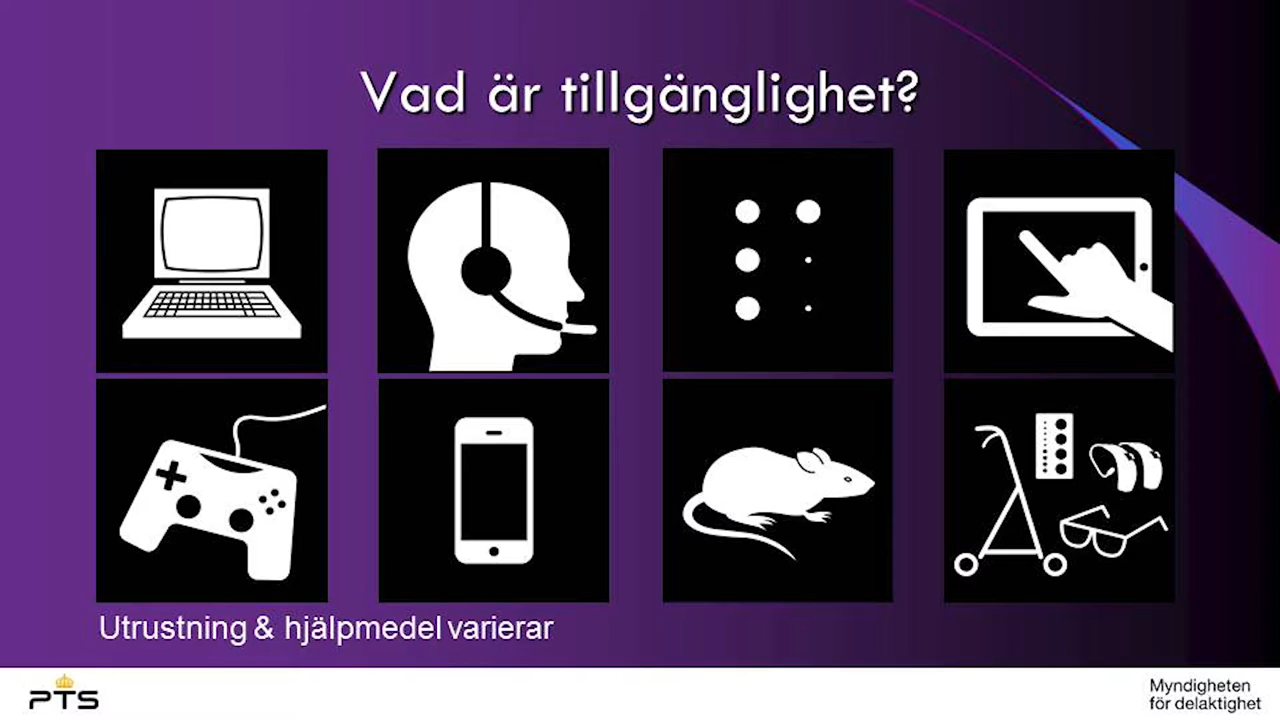 Vad är tillgänglighet?
Utrustning & hjälpmedel varierar
PTS
Myndigheten
för delaktighet